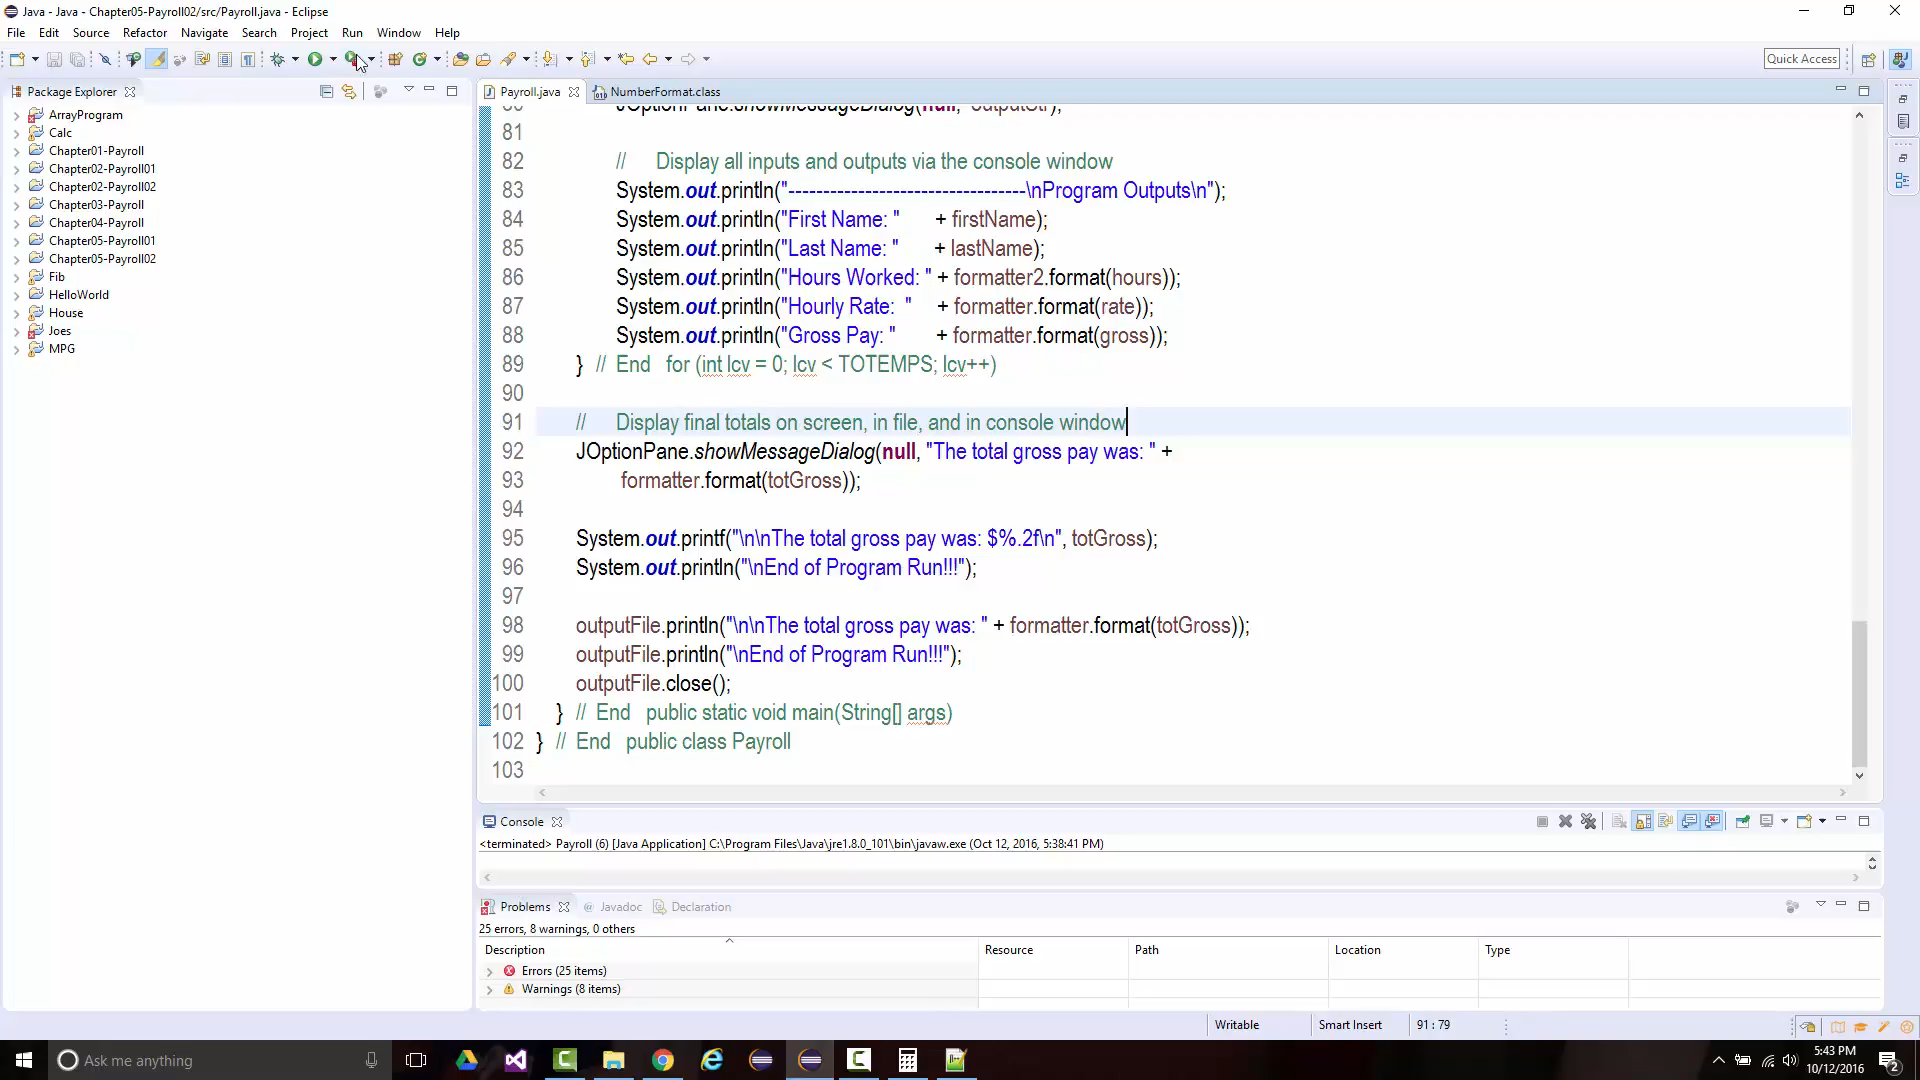 Java - Java - Chapter05-Payroll02/src/Payroll.java - Eclipse
File Edit Source Refactor Navigate Search Project Run Window Help
Quick Access
Package Explorer
ArrayProgram
Calc
Chapter01-Payroll
Chapter02-Payroll01
Chapter02-Payroll02
Chapter03-Payroll
Chapter04-Payroll
Chapter05-Payroll01
Chapter05-Payroll02
Fib
HelloWorld
House
Joes
MPG
Payroll.java NumberFormat.class
JOptionPane.showMessageDialog(null, outputStr);
81
82 // Display all inputs and outputs via the console window
83 System.out.println("----------------------------------\nProgram Outputs\n");
84 System.out.println("First Name: " + firstName);
85 System.out.println("Last Name: " + lastName);
86 System.out.println("Hours Worked: " + formatter2.format(hours));
87 System.out.println("Hourly Rate:  " + formatter.format(rate));
88 System.out.println("Gross Pay: " + formatter.format(gross));
89 } // End for (int lcv = 0; lcv < TOTEMPS; lcv++)
90
91 // Display final totals on screen, in file, and in console window
92 JOptionPane.showMessageDialog(null, "The total gross pay was: " +
93 formatter.format(totGross));
94
95 System.out.printf("\n\nThe total gross pay was: $%.2f\n", totGross);
96 System.out.println("\nEnd of Program Run!!!");
97
98 outputFile.println("\n\nThe total gross pay was: " + formatter.format(totGross));
99 outputFile.println("\nEnd of Program Run!!!");
100 outputFile.close();
101 } // End public static void main(String[] args)
102 } // End public class Payroll
103
Console
<terminated> Payroll (6) [Java Application] C:\Program Files\Java\jre1.8.0_101\bin\javaw.exe (Oct 12, 2016, 5:38:41 PM)
Problems @ Javadoc Declaration
25 errors, 8 warnings, 0 others
Description Resource Path Location Type
Errors (25 items)
Warnings (8 items)
Writable Smart Insert 91 : 79
Ask me anything
5:43 PM
10/12/2016
2